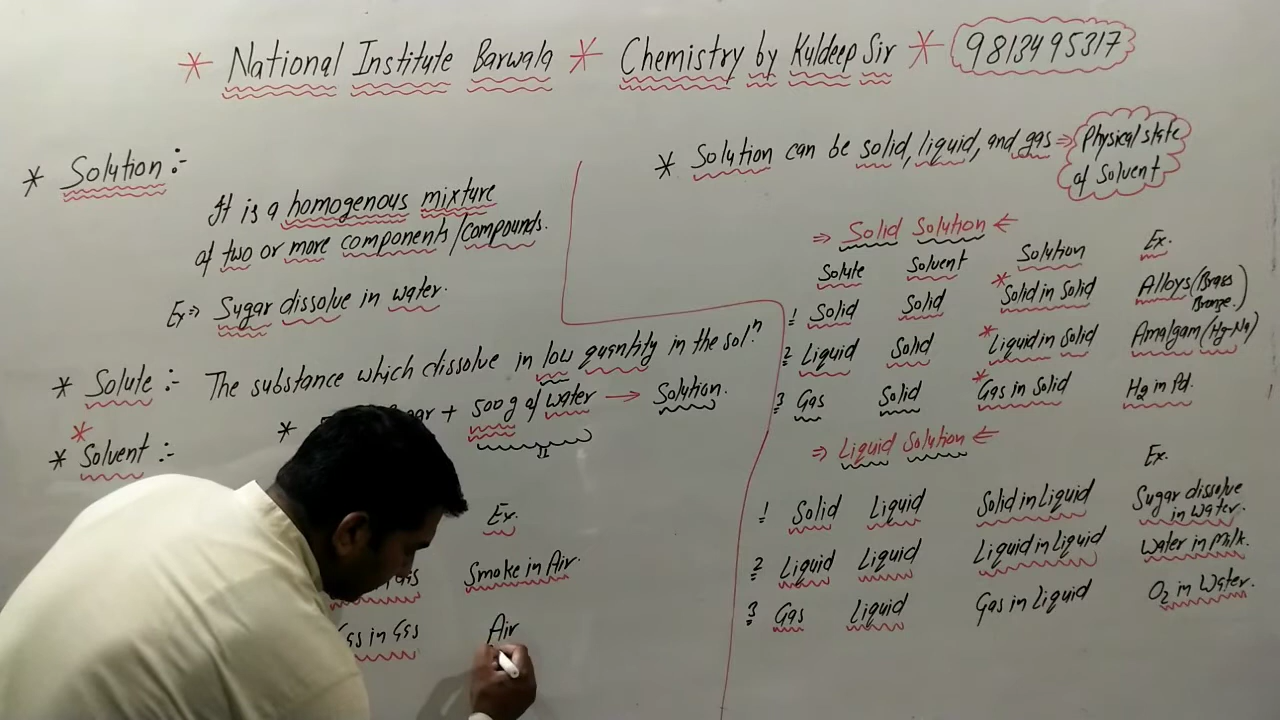 * National Institute Barwala * Chemistry by Kuldeep Sir * 9813495317
* Solution :-
It is a homogenous mixture
of two or more components/compounds.
Ex ⇒ Sugar dissolve in water.
* Solute :- The substance which dissolve in low quantity in the solⁿ.
* + 500g of water → Solution.
* Solvent :-
Ex.
Smoke in Air.
Gas in Gas Air
* Solution can be solid, liquid, and gas ⇒ Physical state
of Solvent
⇒ Solid Solution ⇐
Solute Solvent Solution Ex.
1 Solid Solid * Solid in Solid Alloys (Brass
Bronze.)
2 Liquid Solid * Liquid in Solid Amalgam (Hg-Na)
3 Gas Solid * Gas in Solid H2 in Pd.
⇒ Liquid Solution ⇐
Ex.
1 Solid Liquid Solid in Liquid Sugar dissolve
in water.
2 Liquid Liquid Liquid in Liquid Water in Milk.
3 Gas Liquid Gas in Liquid O2 in Water.